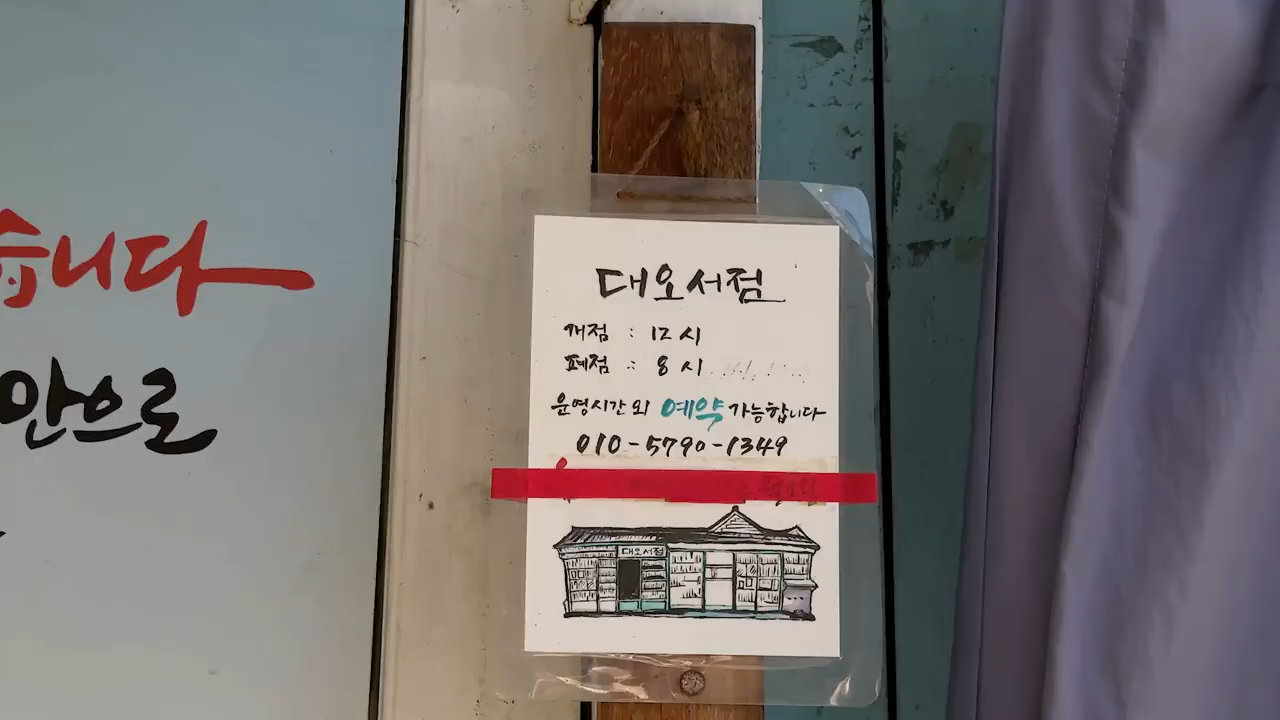 습니다
만으로
대오서점
개점 : 12시
폐점 : 8시
운영시간 외 예약 가능합니다
010-5790-1349
대오서점